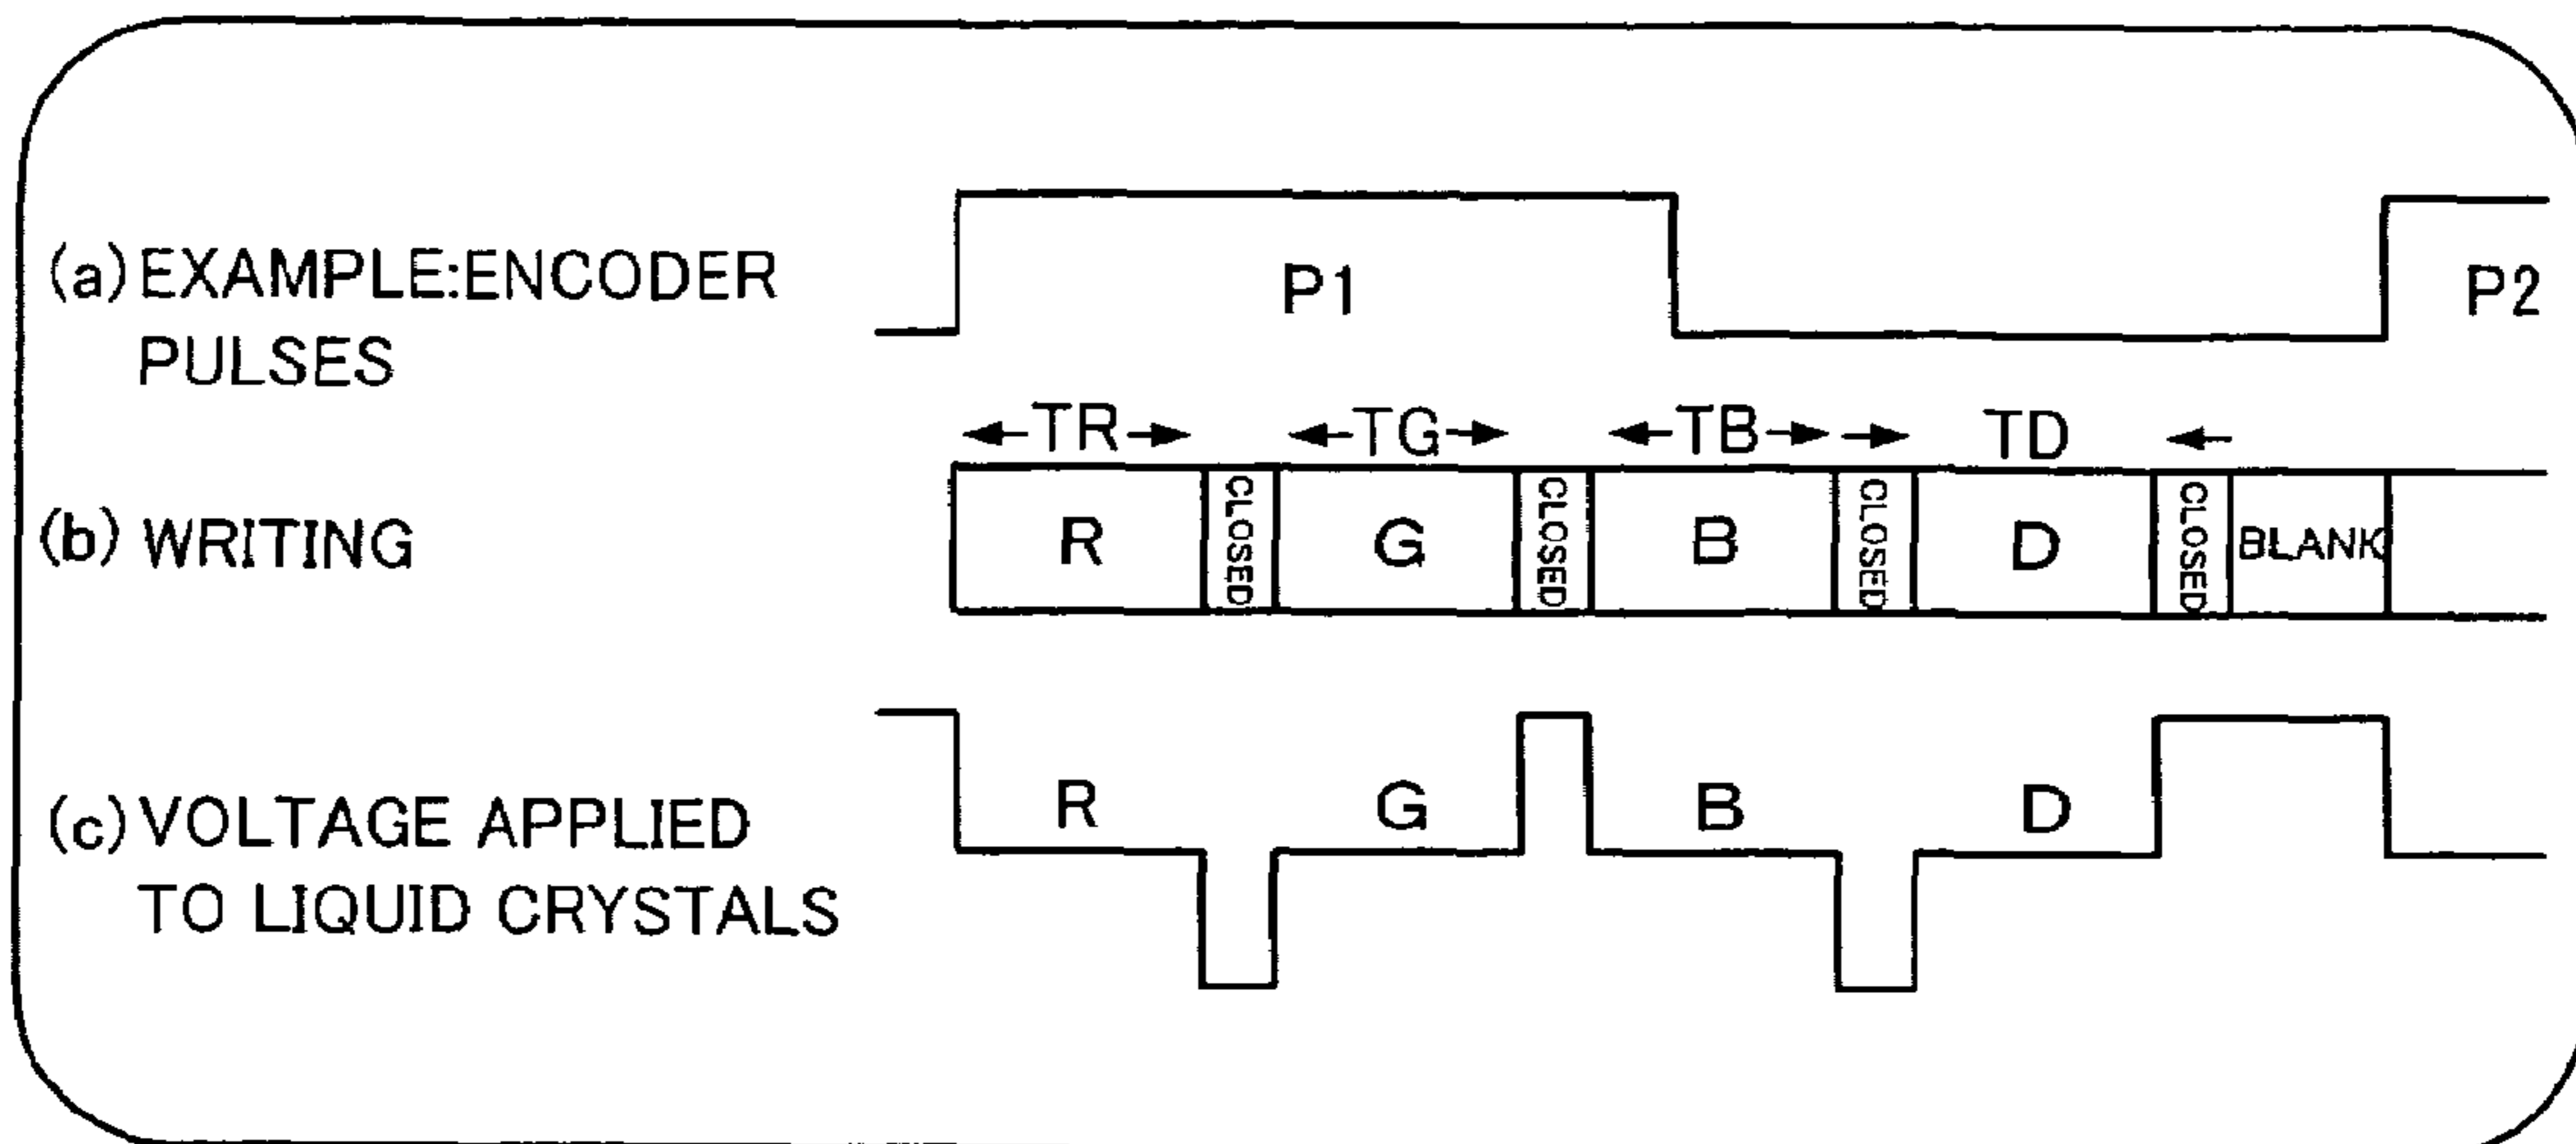 (a) EXAMPLE:ENCODER
PULSES
P1
P2
TR
TG
TB
TD
(b) WRITING
R
CLOSED
G
CLOSED
B
CLOSED
D
CLOSED
BLANK
(c) VOLTAGE APPLIED
TO LIQUID CRYSTALS
R
G
B
D